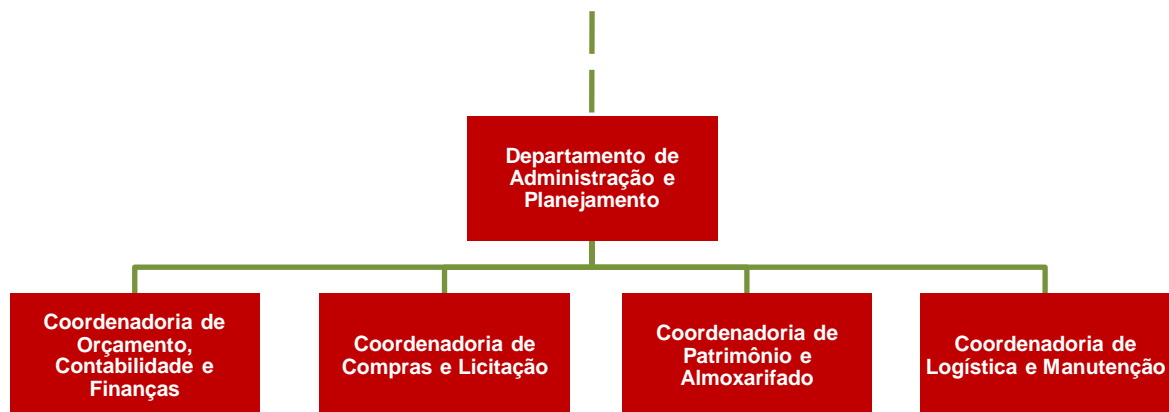 Departamento de
Administração e
Planejamento
Coordenadoria de
Orçamento,
Contabilidade e
Finanças
Coordenadoria de
Compras e Licitação
Coordenadoria de
Patrimônio e
Almoxarifado
Coordenadoria de
Logística e Manutenção